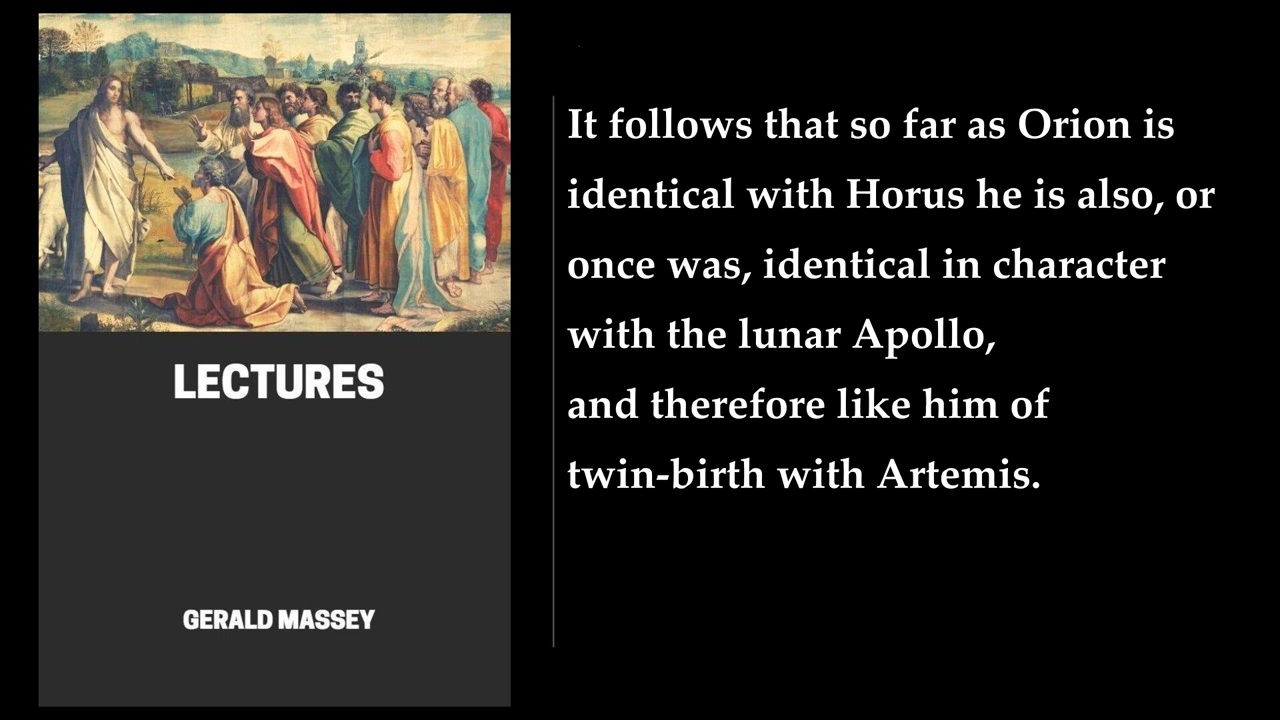 LECTURES
GERALD MASSEY
It follows that so far as Orion is
identical with Horus he is also, or
once was, identical in character
with the lunar Apollo,
and therefore like him of
twin-birth with Artemis.